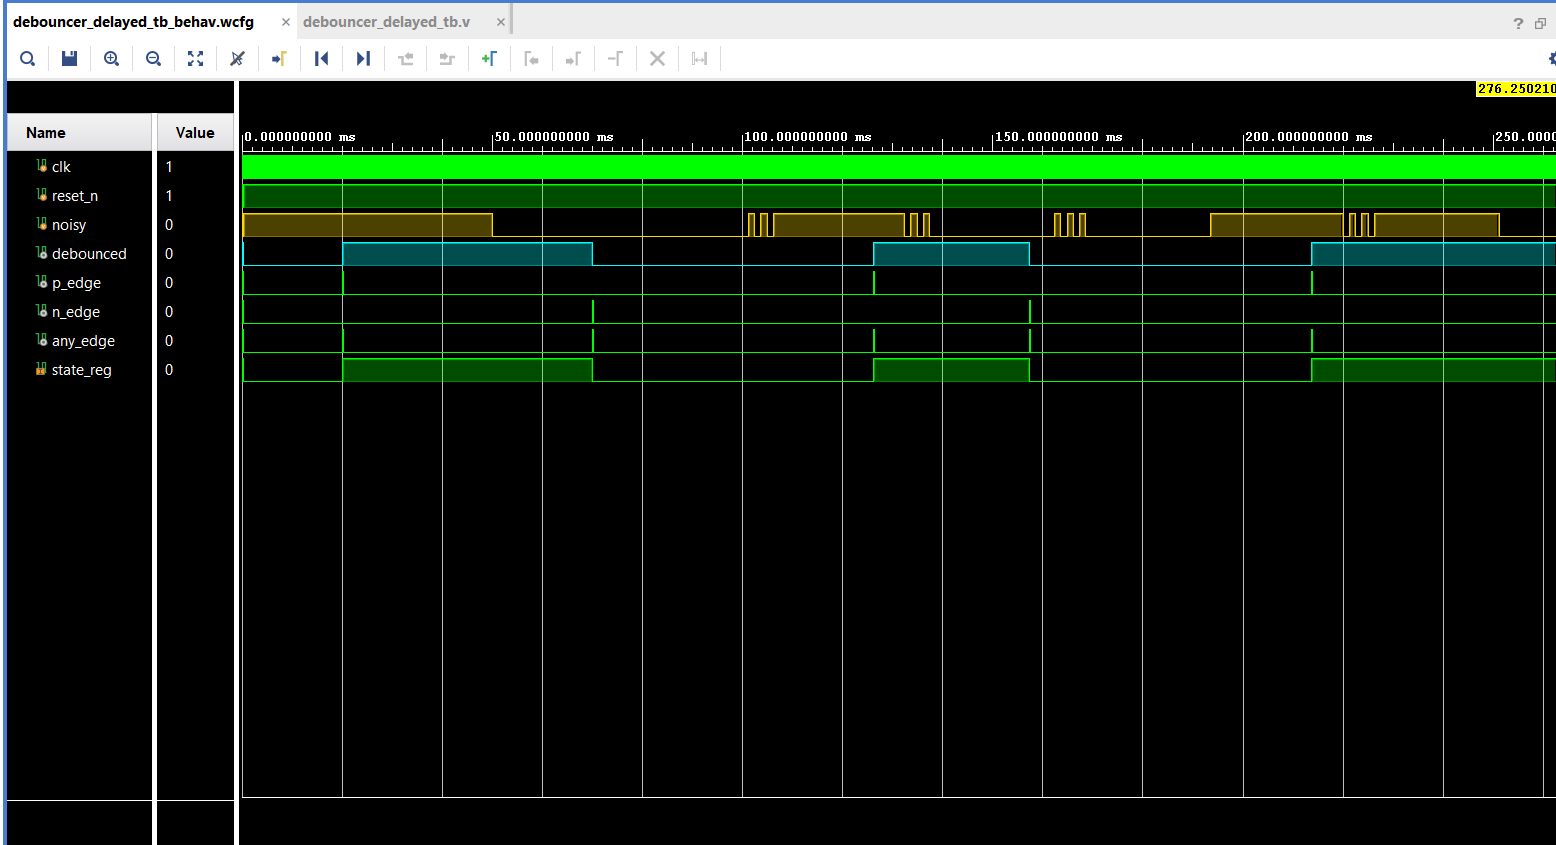 debouncer_delayed_tb_behav.wcfg × debouncer_delayed_tb.v ×
?
276.250210
Name Value
0.000000000 ms 50.000000000 ms 100.000000000 ms 150.000000000 ms 200.000000000 ms 250.0000
clk 1
reset_n 1
noisy 0
debounced 0
p_edge 0
n_edge 0
any_edge 0
state_reg 0